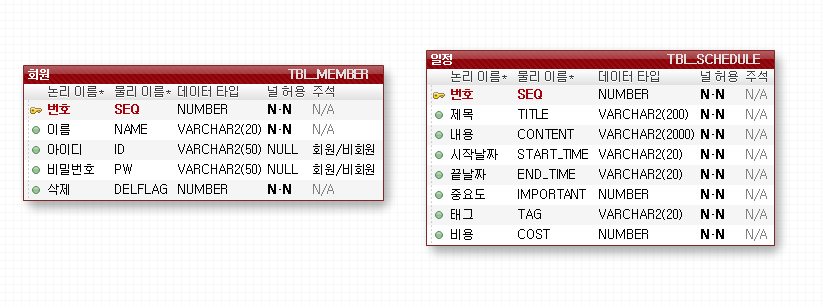 회원 TBL_MEMBER
논리 이름* 물리 이름* 데이터 타입 널 허용 주석
번호 SEQ NUMBER N-N N/A
이름 NAME VARCHAR2(20) N-N N/A
아이디 ID VARCHAR2(50) NULL 회원/비회원
비밀번호 PW VARCHAR2(50) NULL 회원/비회원
삭제 DELFLAG NUMBER N-N N/A
일정 TBL_SCHEDULE
논리 이름* 물리 이름* 데이터 타입 널 허용 주석
번호 SEQ NUMBER N-N N/A
제목 TITLE VARCHAR2(200) N-N N/A
내용 CONTENT VARCHAR2(2000) N-N N/A
시작날짜 START_TIME VARCHAR2(20) N-N N/A
끝날짜 END_TIME VARCHAR2(20) N-N N/A
중요도 IMPORTANT NUMBER N-N N/A
태그 TAG VARCHAR2(20) N-N N/A
비용 COST NUMBER N-N N/A